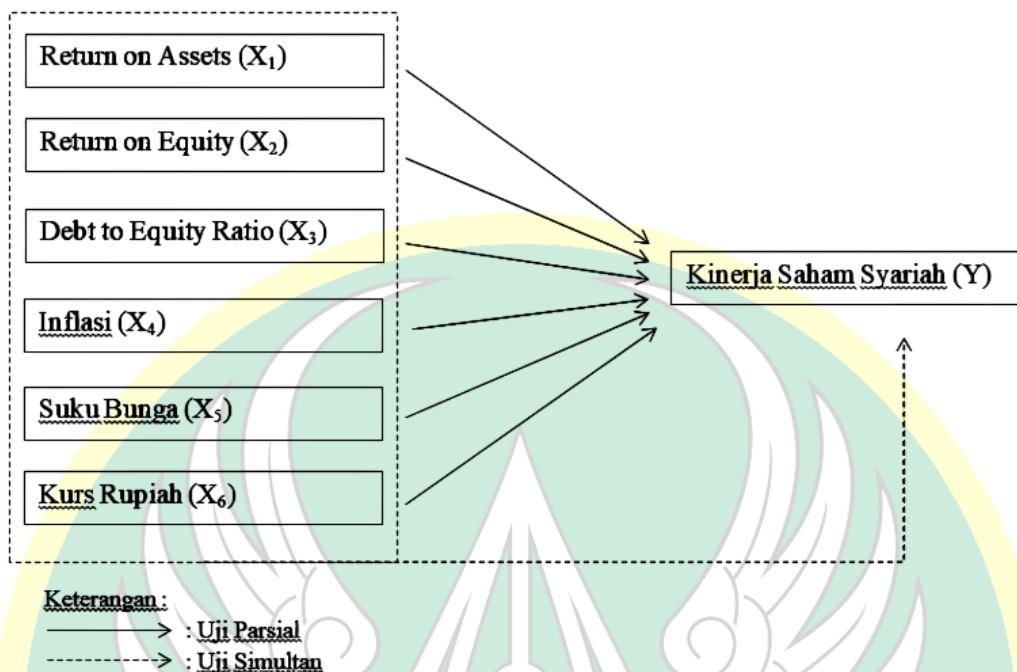 Return on Assets (X₁)
Return on Equity (X₂)
Debt to Equity Ratio (X₃)
Kinerja Saham Syariah (Y)
Inflasi (X₄)
Suku Bunga (X₅)
Kurs Rupiah (X₆)
Keterangan :
: Uji Parsial
: Uji Simultan